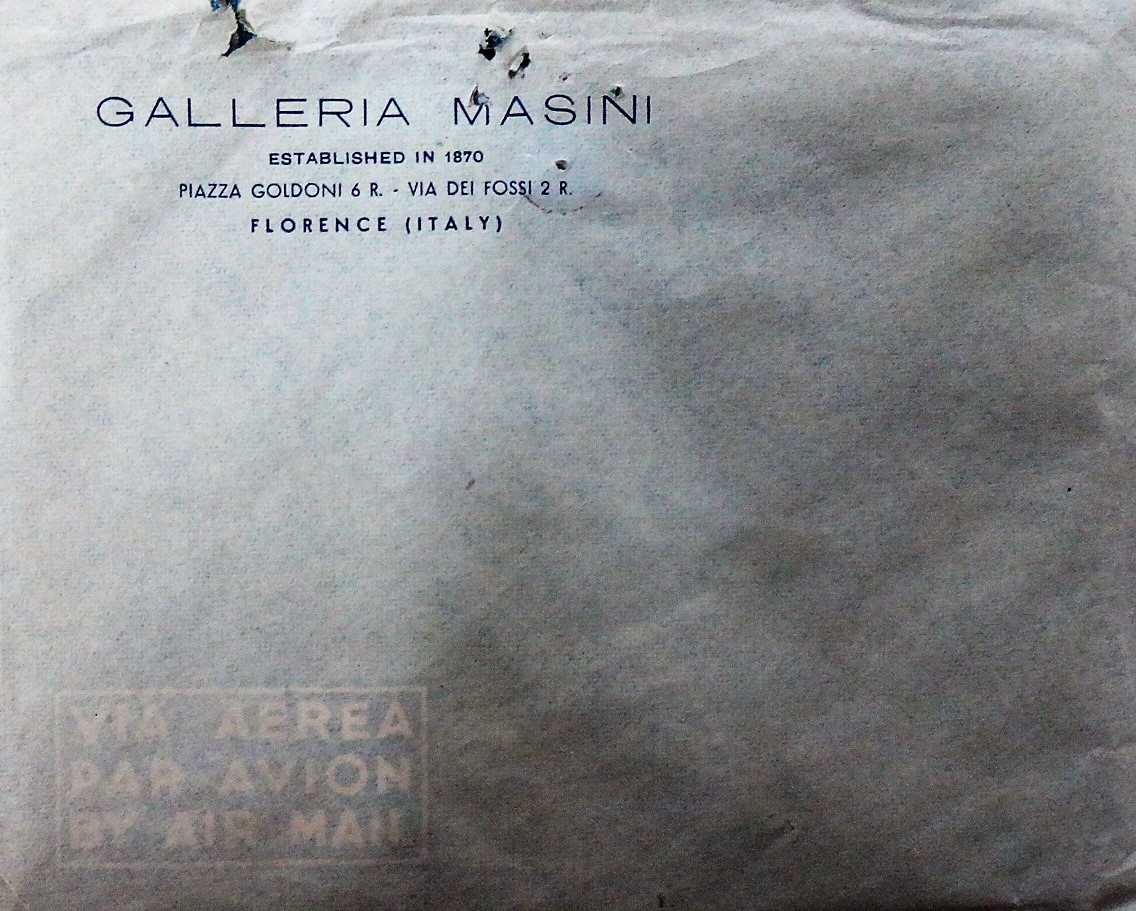 GALLERIA MASINI
ESTABLISHED IN 1870
PIAZZA GOLDONI 6 R. - VIA DEI FOSSI 2 R.
FLORENCE (ITALY)
VIA AEREA
PAR AVION
BY AIR MAIL